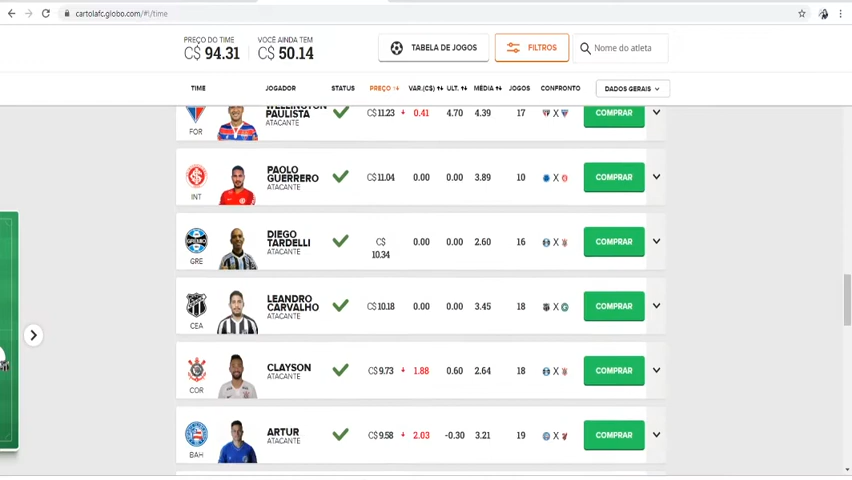 cartolafc.globo.com/#!/time
PREÇO DO TIME
C$ 94.31
VOCÊ AINDA TEM
C$ 50.14
TABELA DE JOGOS
FILTROS
Nome do atleta
TIME JOGADOR STATUS PREÇO VAR.(C$) ULT. MÉDIA JOGOS CONFRONTO DADOS GERAIS
WELLINGTON
PAULISTA
ATACANTE
FOR
C$ 11.23 0.41 4.70 4.39 17 X COMPRAR
PAOLO
GUERRERO
ATACANTE
INT
C$ 11.04 0.00 0.00 3.89 10 X COMPRAR
DIEGO
TARDELLI
ATACANTE
GRE
C$
10.34
0.00 0.00 2.60 16 X COMPRAR
LEANDRO
CARVALHO
ATACANTE
CEA
C$ 10.18 0.00 0.00 3.45 18 X COMPRAR
CLAYSON
ATACANTE
COR
C$ 9.73 1.88 0.60 2.64 18 X COMPRAR
ARTUR
ATACANTE
BAH
C$ 9.58 2.03 -0.30 3.21 19 X COMPRAR